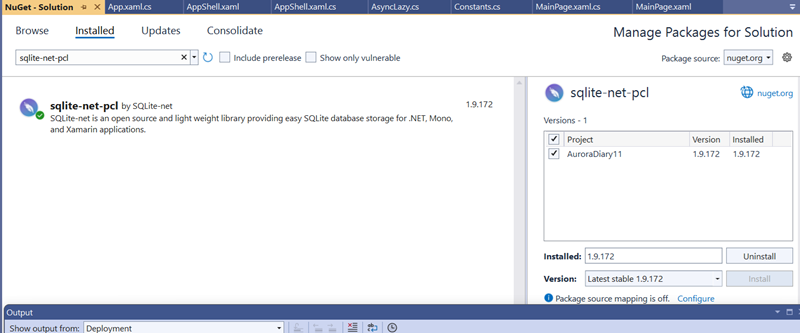 NuGet - Solution App.xaml.cs AppShell.xaml AppShell.xaml.cs AsyncLazy.cs Constants.cs MainPage.xaml.cs MainPage.xaml
Browse Installed Updates Consolidate Manage Packages for Solution
sqlite-net-pcl Include prerelease Show only vulnerable Package source: nuget.org
sqlite-net-pcl by SQLite-net 1.9.172
SQLite-net is an open source and light weight library providing easy SQLite database storage for .NET, Mono,
and Xamarin applications.
sqlite-net-pcl nuget.org
Versions - 1
Project Version Installed
AuroraDiary11 1.9.172 1.9.172
Installed: 1.9.172 Uninstall
Version: Latest stable 1.9.172 Install
Package source mapping is off. Configure
Output
Show output from: Deployment